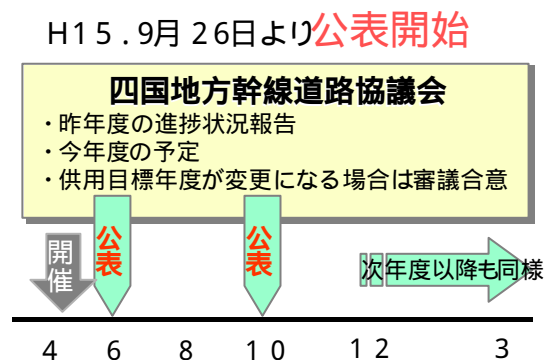 H15.9月26日より公表開始
四国地方幹線道路協議会
・昨年度の進捗状況報告
・今年度の予定
・供用目標年度が変更になる場合は審議合意
開催
公表
公表
次年度以降も同様
4 6 8 10 12 3